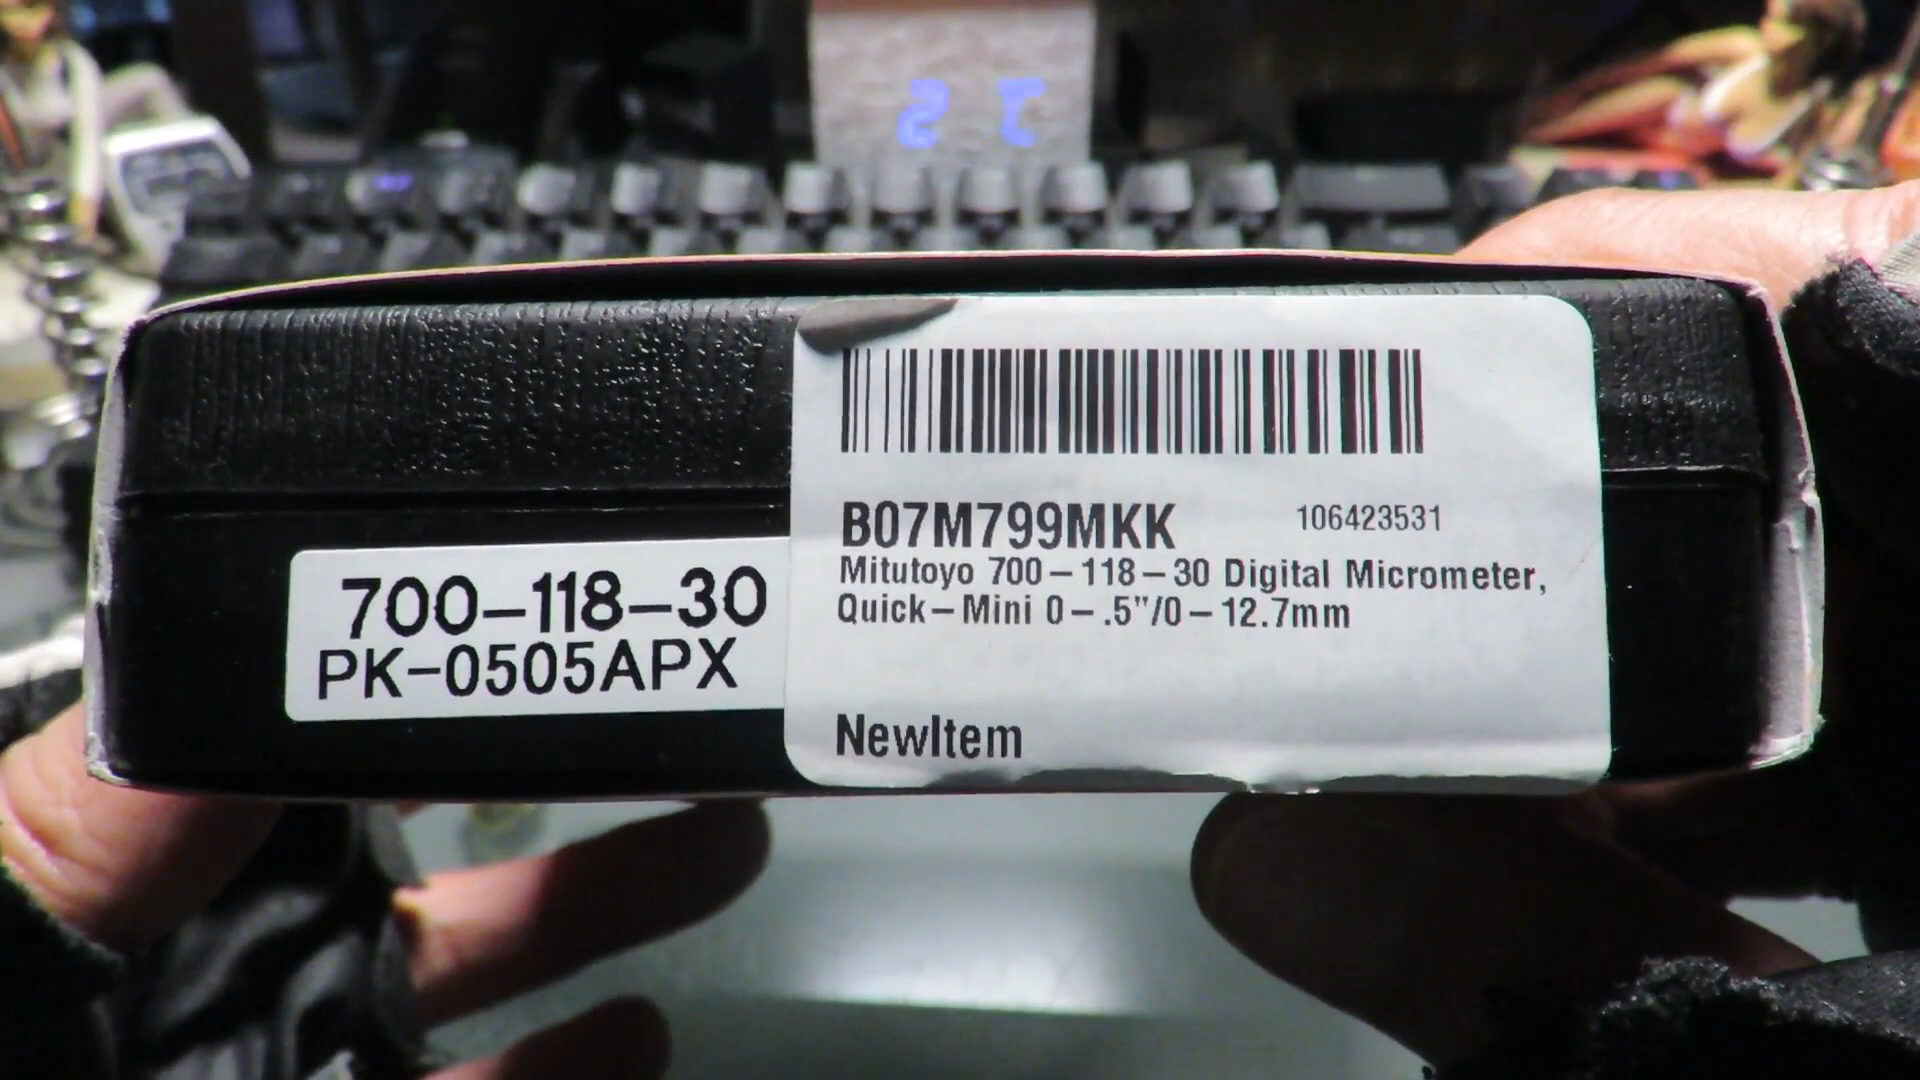 700-118-30
PK-0505APX
B07M799MKK 106423531
Mitutoyo 700-118-30 Digital Micrometer,
Quick-Mini 0-.5"/0-12.7mm
NewItem